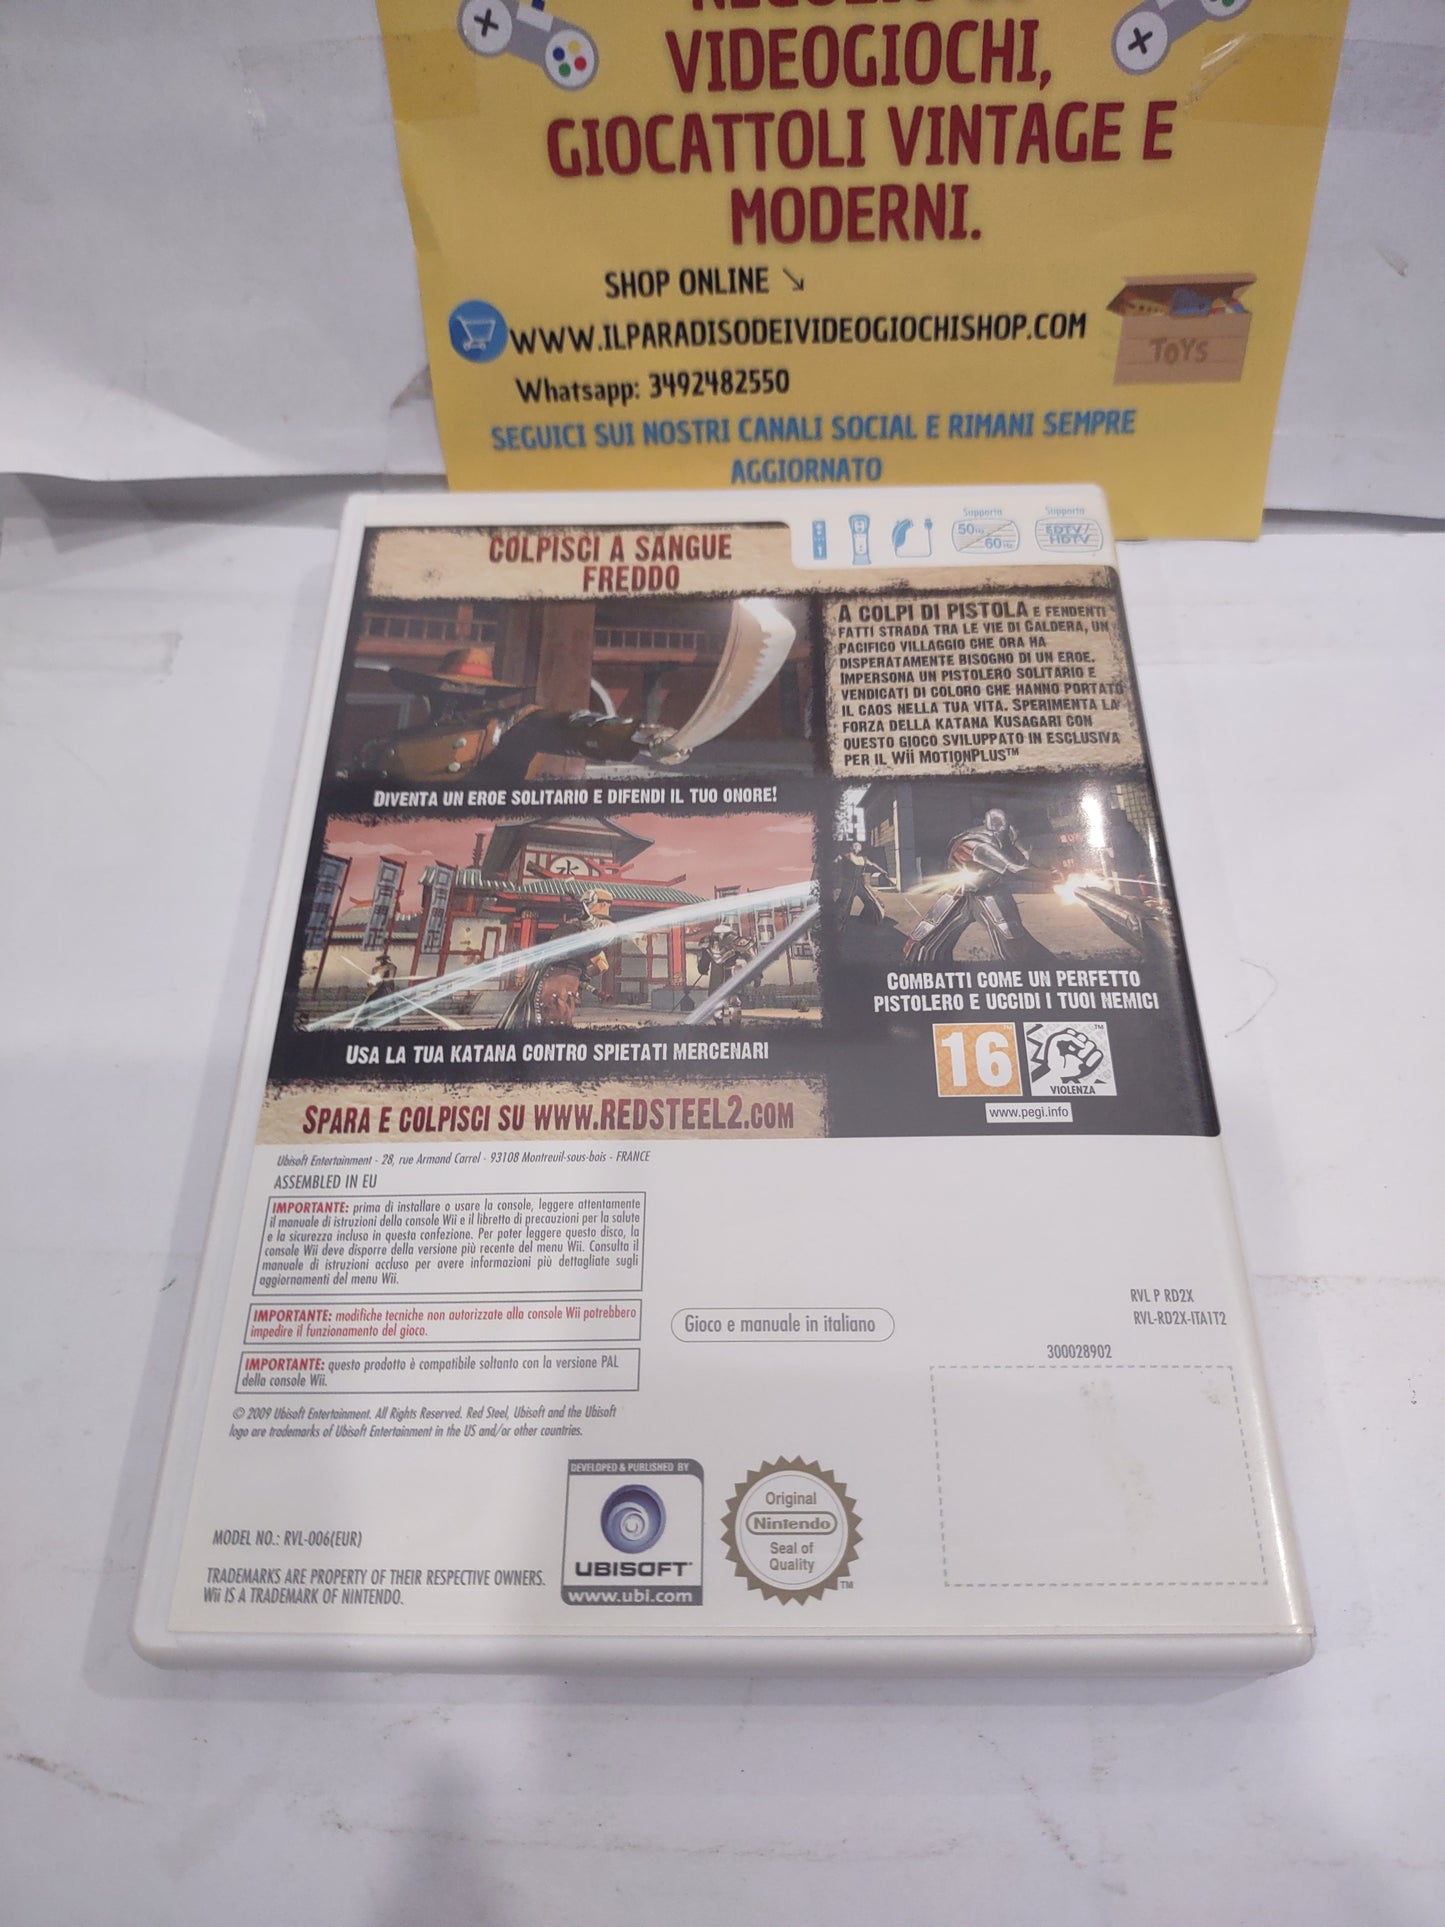 VIDEOGIOCHI,
GIOCATTOLI VINTAGE E
MODERNI.
SHOP ONLINE ↘
WWW.ILPARADISODEIVIDEOGIOCHISHOP.COM
Whatsapp: 3492482550
SEGUICI SUI NOSTRI CANALI SOCIAL E RIMANI SEMPRE
AGGIORNATO
TOYS
COLPISCI A SANGUE
FREDDO
Supporta
50Hz
60Hz
Supporta
EDTV/
HDTV
A COLPI DI PISTOLA E FENDENTI
FATTI STRADA TRA LE VIE DI CALDERA, UN
PACIFICO VILLAGGIO CHE ORA HA
DISPERATAMENTE BISOGNO DI UN EROE.
IMPERSONA UN PISTOLERO SOLITARIO E
VENDICATI DI COLORO CHE HANNO PORTATO
IL CAOS NELLA TUA VITA. SPERIMENTA LA
FORZA DELLA KATANA KUSAGARI CON
QUESTO GIOCO SVILUPPATO IN ESCLUSIVA
PER IL Wii MOTIONPLUS™
DIVENTA UN EROE SOLITARIO E DIFENDI IL TUO ONORE!
COMBATTI COME UN PERFETTO
PISTOLERO E UCCIDI I TUOI NEMICI
USA LA TUA KATANA CONTRO SPIETATI MERCENARI
16
VIOLENZA
www.pegi.info
SPARA E COLPISCI SU WWW.REDSTEEL2.COM
Ubisoft Entertainment - 28, rue Armand Carrel - 93108 Montreuil-sous-bois - FRANCE
ASSEMBLED IN EU
IMPORTANTE: prima di installare o usare la console, leggere attentamente
il manuale di istruzioni della console Wii e il libretto di precauzioni per la salute
e la sicurezza incluso in questa confezione. Per poter leggere questo disco, la
console Wii deve disporre della versione più recente del menu Wii. Consulta il
manuale di istruzioni accluso per avere informazioni più dettagliate sugli
aggiornamenti del menu Wii.
IMPORTANTE: modifiche tecniche non autorizzate alla console Wii potrebbero
impedire il funzionamento del gioco.
IMPORTANTE: questo prodotto è compatibile soltanto con la versione PAL
della console Wii.
Gioco e manuale in italiano
RVL P RD2X
RVL-RD2X-ITA1T2
300028902
© 2009 Ubisoft Entertainment. All Rights Reserved. Red Steel, Ubisoft and the Ubisoft
logo are trademarks of Ubisoft Entertainment in the US and/or other countries.
MODEL NO.: RVL-006(EUR)
TRADEMARKS ARE PROPERTY OF THEIR RESPECTIVE OWNERS.
Wii IS A TRADEMARK OF NINTENDO.
DEVELOPED & PUBLISHED BY
UBISOFT
www.ubi.com
Original
Nintendo
Seal of
Quality
TM